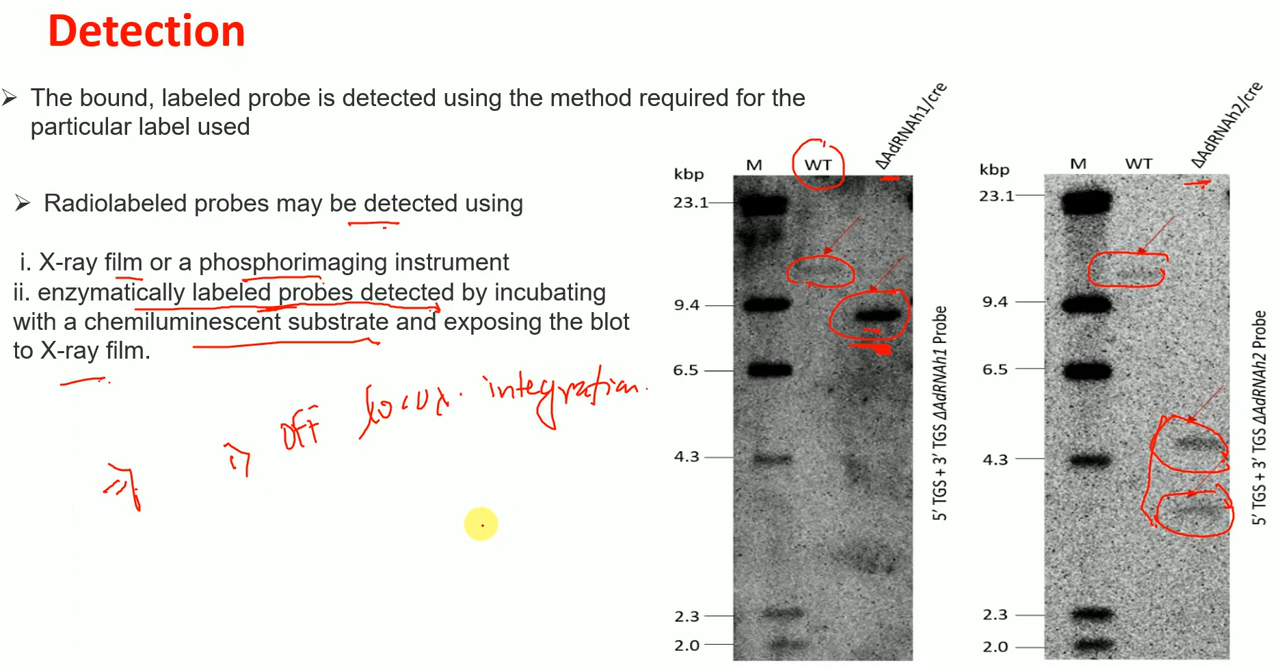 Detection
➢ The bound, labeled probe is detected using the method required for the
particular label used
➢ Radiolabeled probes may be detected using
i. X-ray film or a phosphorimaging instrument
ii. enzymatically labeled probes detected by incubating
with a chemiluminescent substrate and exposing the blot
to X-ray film.
i) OFF locux. integration.
kbp
M
WT
ΔAdRNAh1/cre
23.1
9.4
6.5
4.3
2.3
2.0
5' TGS + 3' TGS ΔAdRNAh1 Probe
kbp
M
WT
ΔAdRNAh2/cre
23.1
9.4
6.5
4.3
2.3
2.0
5' TGS + 3' TGS ΔAdRNAh2 Probe